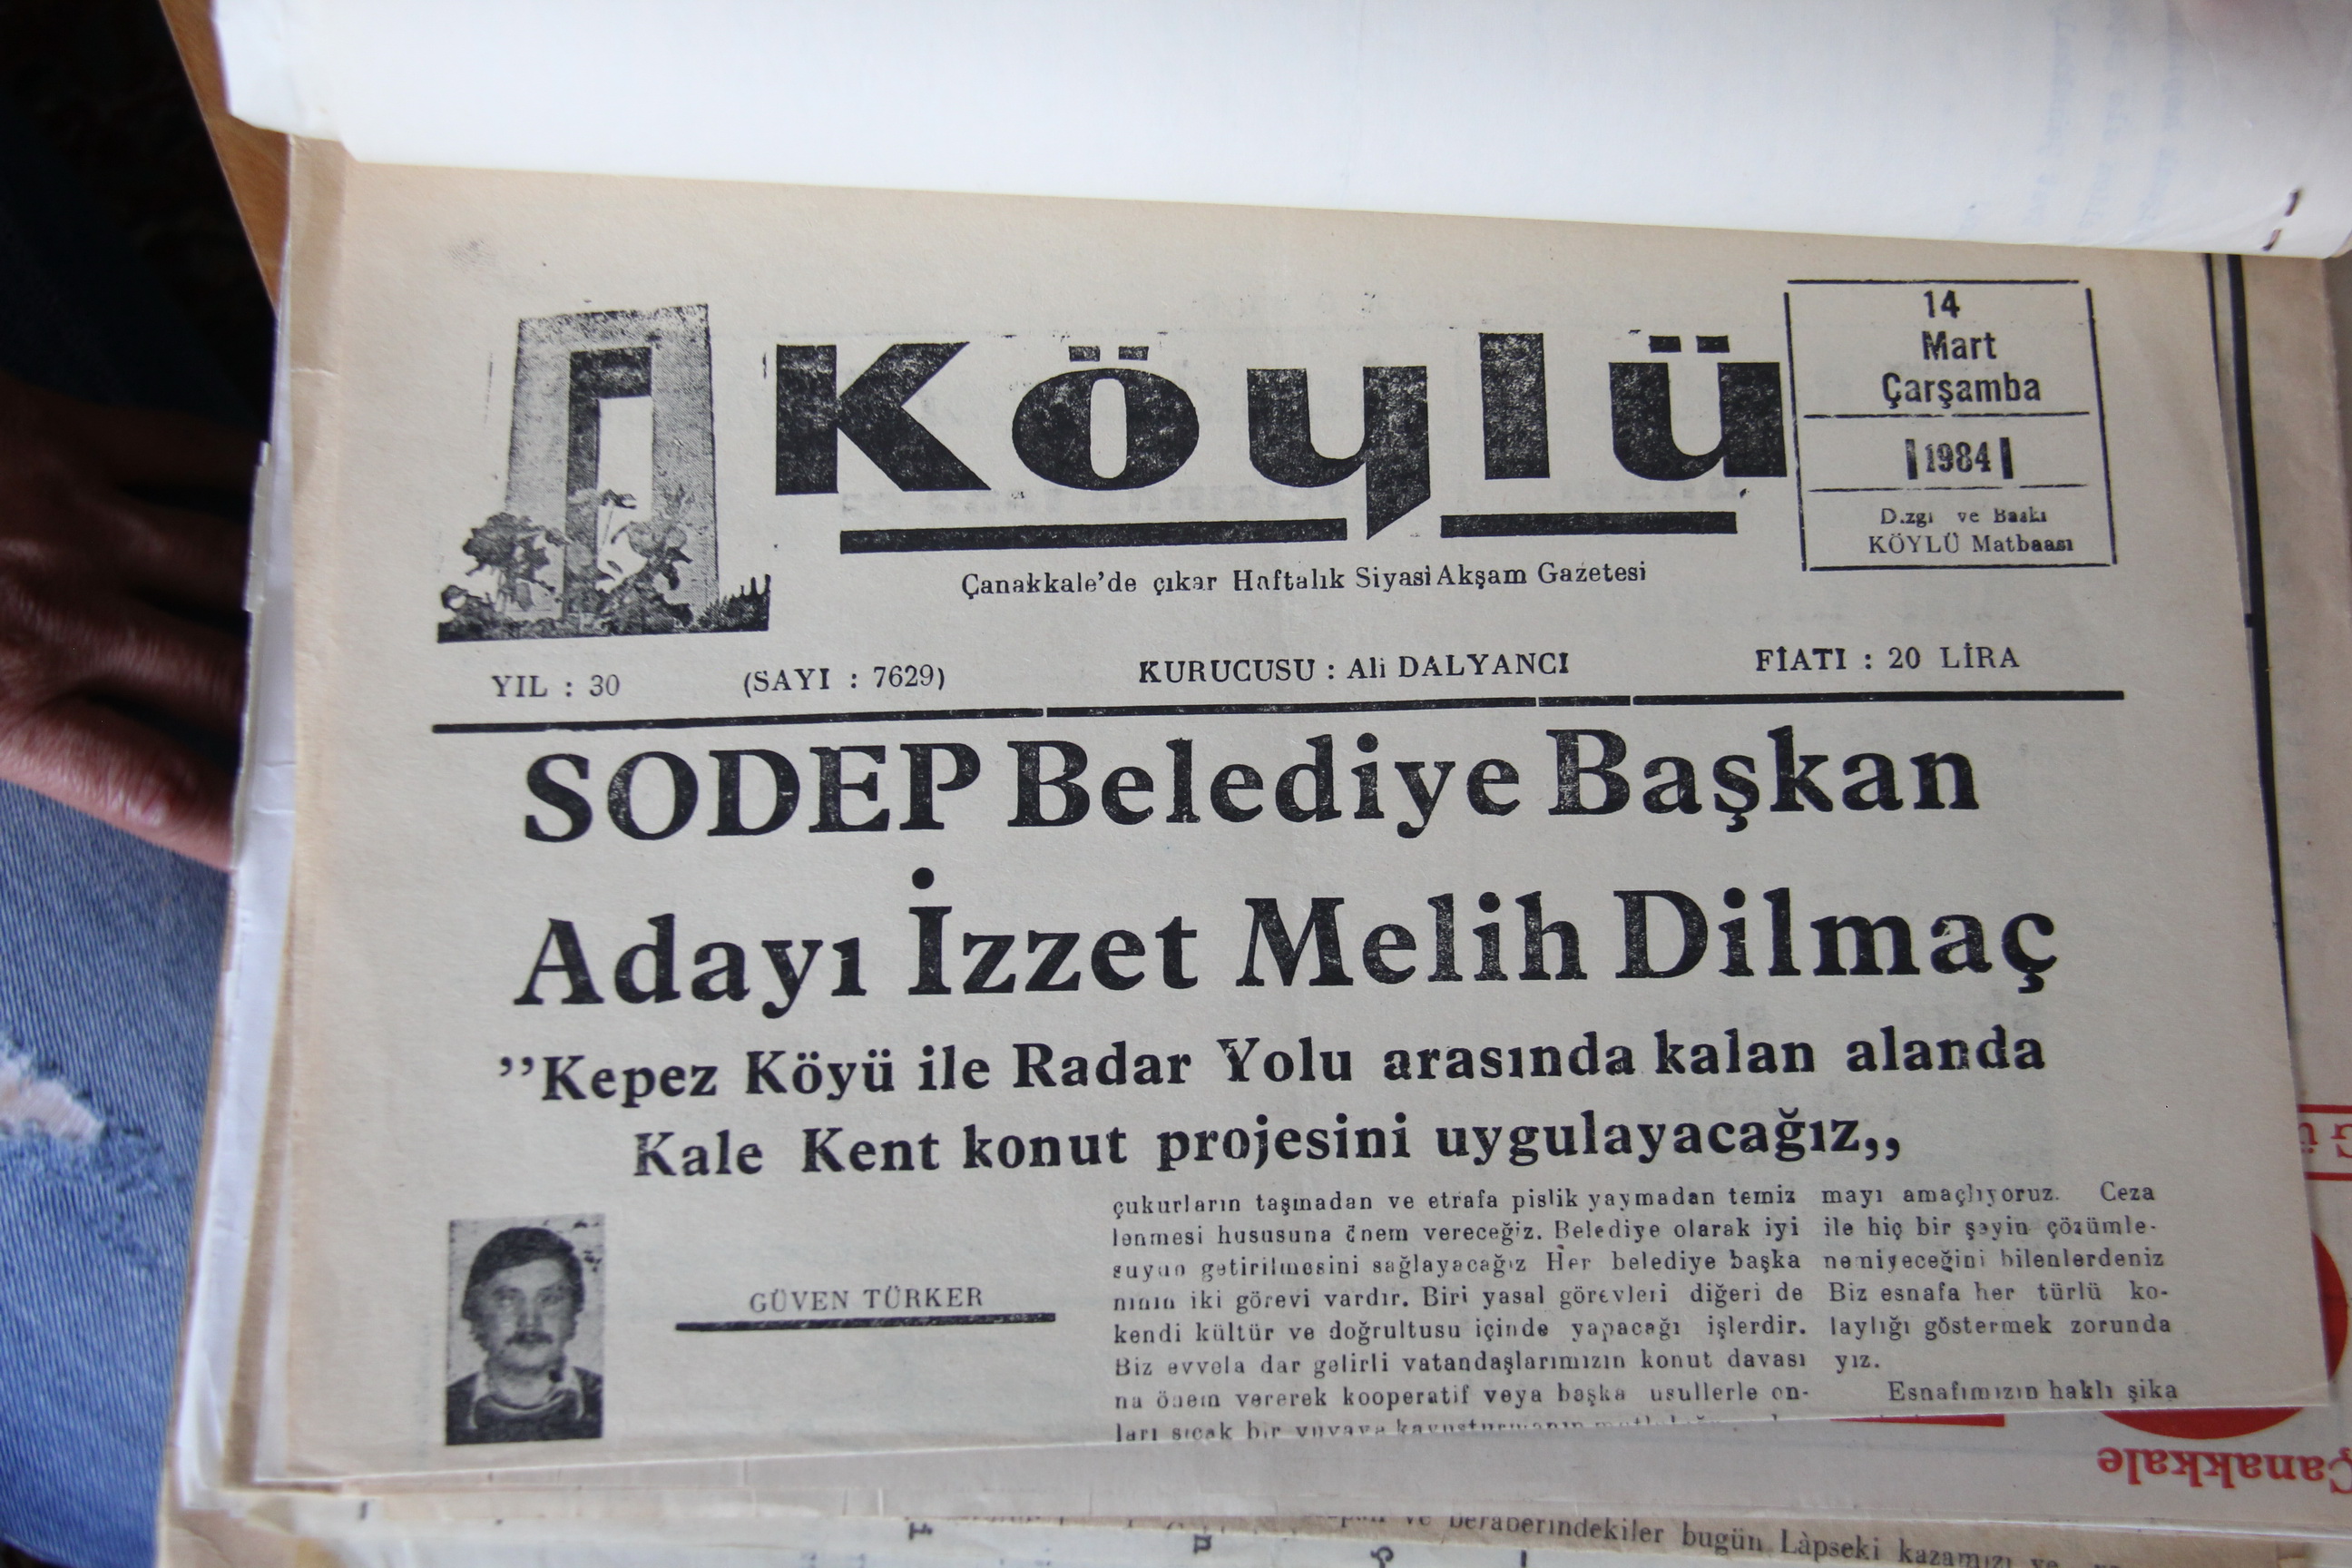 Köylü
14
Mart
Çarşamba
1984
Dizgi ve Baskı
KÖYLÜ Matbaası
Çanakkale'de çıkar Haftalık Siyasi Akşam Gazetesi
YIL : 30 (SAYI : 7629) KURUCUSU : Ali DALYANCI FİATI : 20 LİRA
SODEP Belediye Başkan
Adayı İzzet Melih Dilmaç
’’Kepez Köyü ile Radar Yolu arasında kalan alanda
Kale Kent konut projesini uygulayacağız,,
GÜVEN TÜRKER
çukurların taşmadan ve etrafa pislik yaymadan temiz
lenmesi hususuna önem vereceğiz. Belediye olarak iyi
suyun getirilmesini sağlayacağız Her belediye başka
nının iki görevi vardır. Biri yasal görevleri diğeri de
kendi kültür ve doğrultusu içinde yapacağı işlerdir.
Biz evvela dar gelirli vatandaşlarımızın konut davası
na önem vererek kooperatif veya başka usullerle on-
ları sıcak bir yuvaya kavuşturmanın
mayı amaçlıyoruz. Ceza
ile hiç bir şeyin çözümle-
nemiyeceğini bilenlerdeniz
Biz esnafa her türlü ko-
laylığı göstermek zorunda
yız.
Esnafımızın haklı şika
Çanakkale
ve beraberindekiler bugün Làpseki kazamızı ve